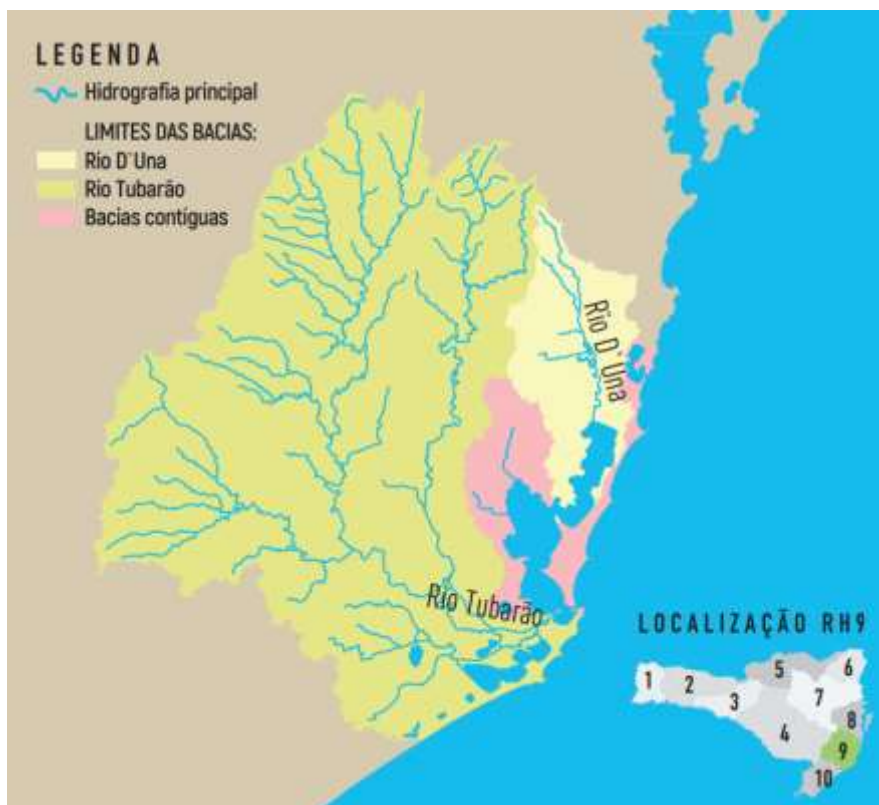 LEGENDA
Hidrografia principal
LIMITES DAS BACIAS:
Rio D`Una
Rio Tubarão
Bacias contíguas
Rio D` Una
Rio Tubarão
LOCALIZAÇÃO RH9
1
2
3
4
5
6
7
8
9
10